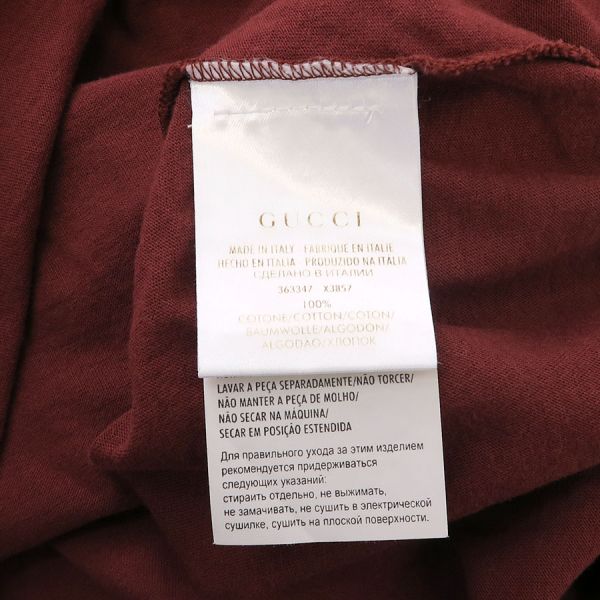 GUCCI
MADE IN ITALY - FABRIQUÉ EN ITALIE
HECHO EN ITALIA - PRODUZIDO NA ITALIA
СДЕЛАНО В ИТАЛИИ
363347 X3857
100%
COTONE/COTTON/COTON/
BAUMWOLLE/ALGODÓN/
ALGODAO/ХЛОПОК
LAVAR A PEÇA SEPARADAMENTE/NÃO TORCER/
NÃO MANTER A PEÇA DE MOLHO/
NÃO SECAR NA MÁQUINA/
SECAR EM POSIÇÃO ESTENDIDA
Для правильного ухода за этим изделием
рекомендуется придерживаться
следующих указаний:
стирать отдельно, не выжимать,
не замачивать, не сушить в электрической
сушилке, сушить на плоской поверхности.